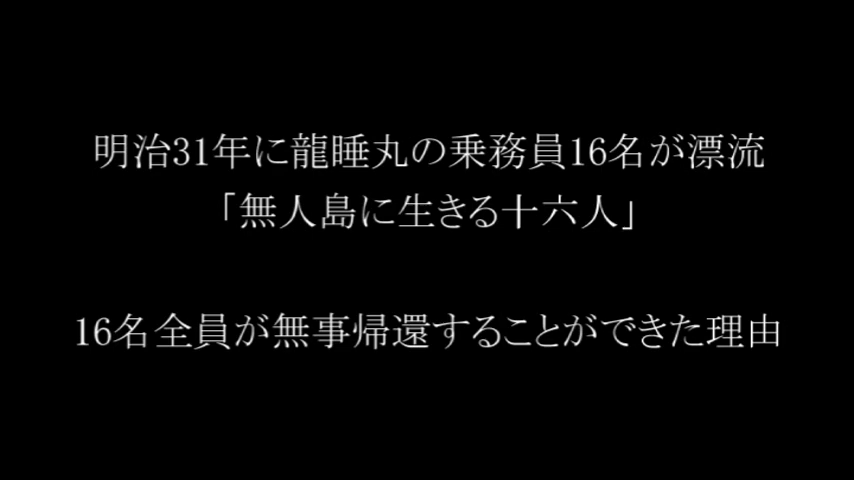 明治31年に龍睡丸の乗務員16名が漂流
「無人島に生きる十六人」
16名全員が無事帰還することができた理由